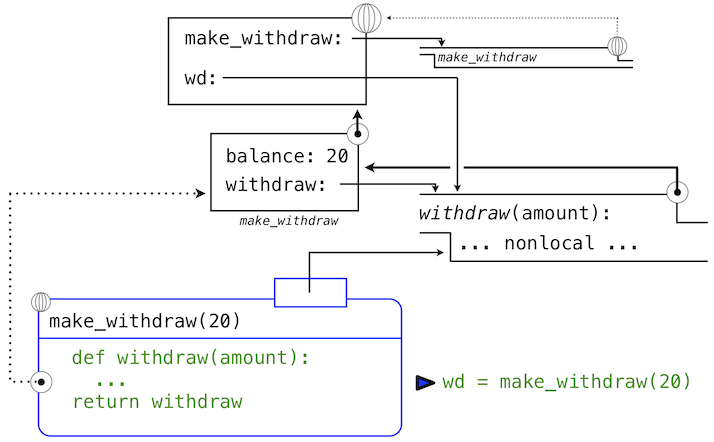 make_withdraw:
make_withdraw
wd:
balance: 20
withdraw:
make_withdraw
withdraw(amount):
... nonlocal ...
make_withdraw(20)
def withdraw(amount):
...
return withdraw
wd = make_withdraw(20)